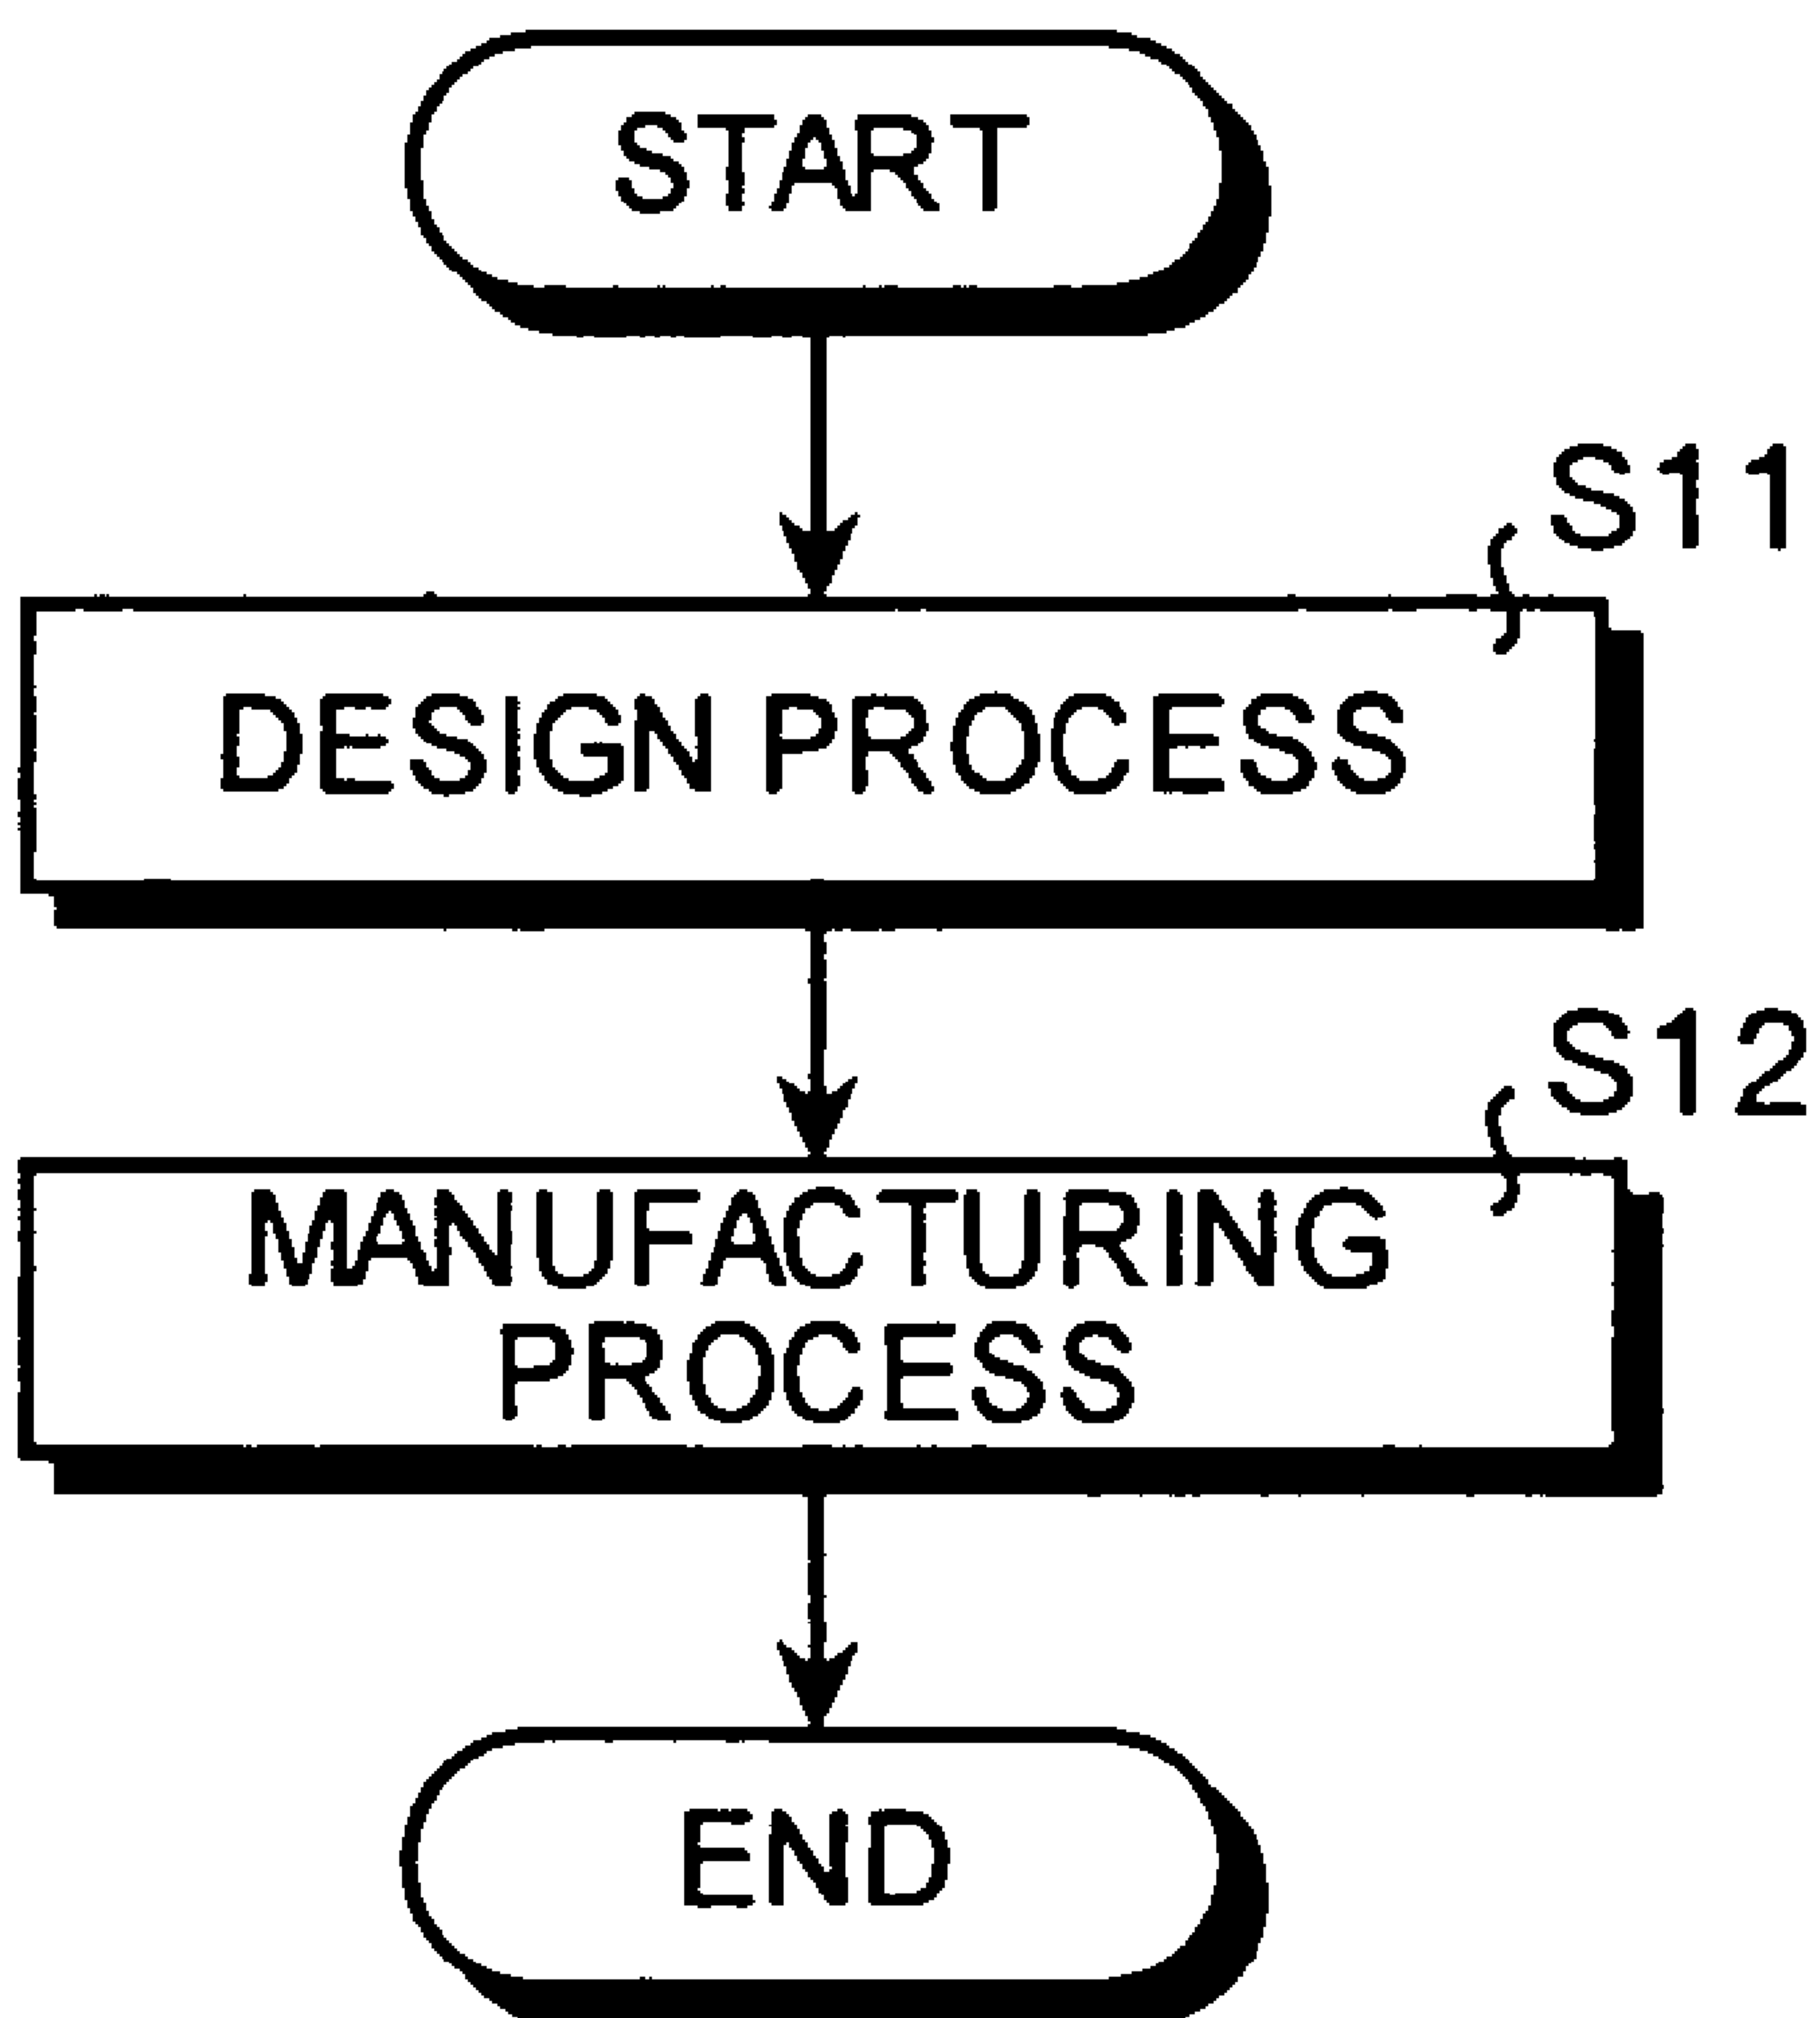 START
S11
DESIGN PROCESS
S12
MANUFACTURING
PROCESS
END